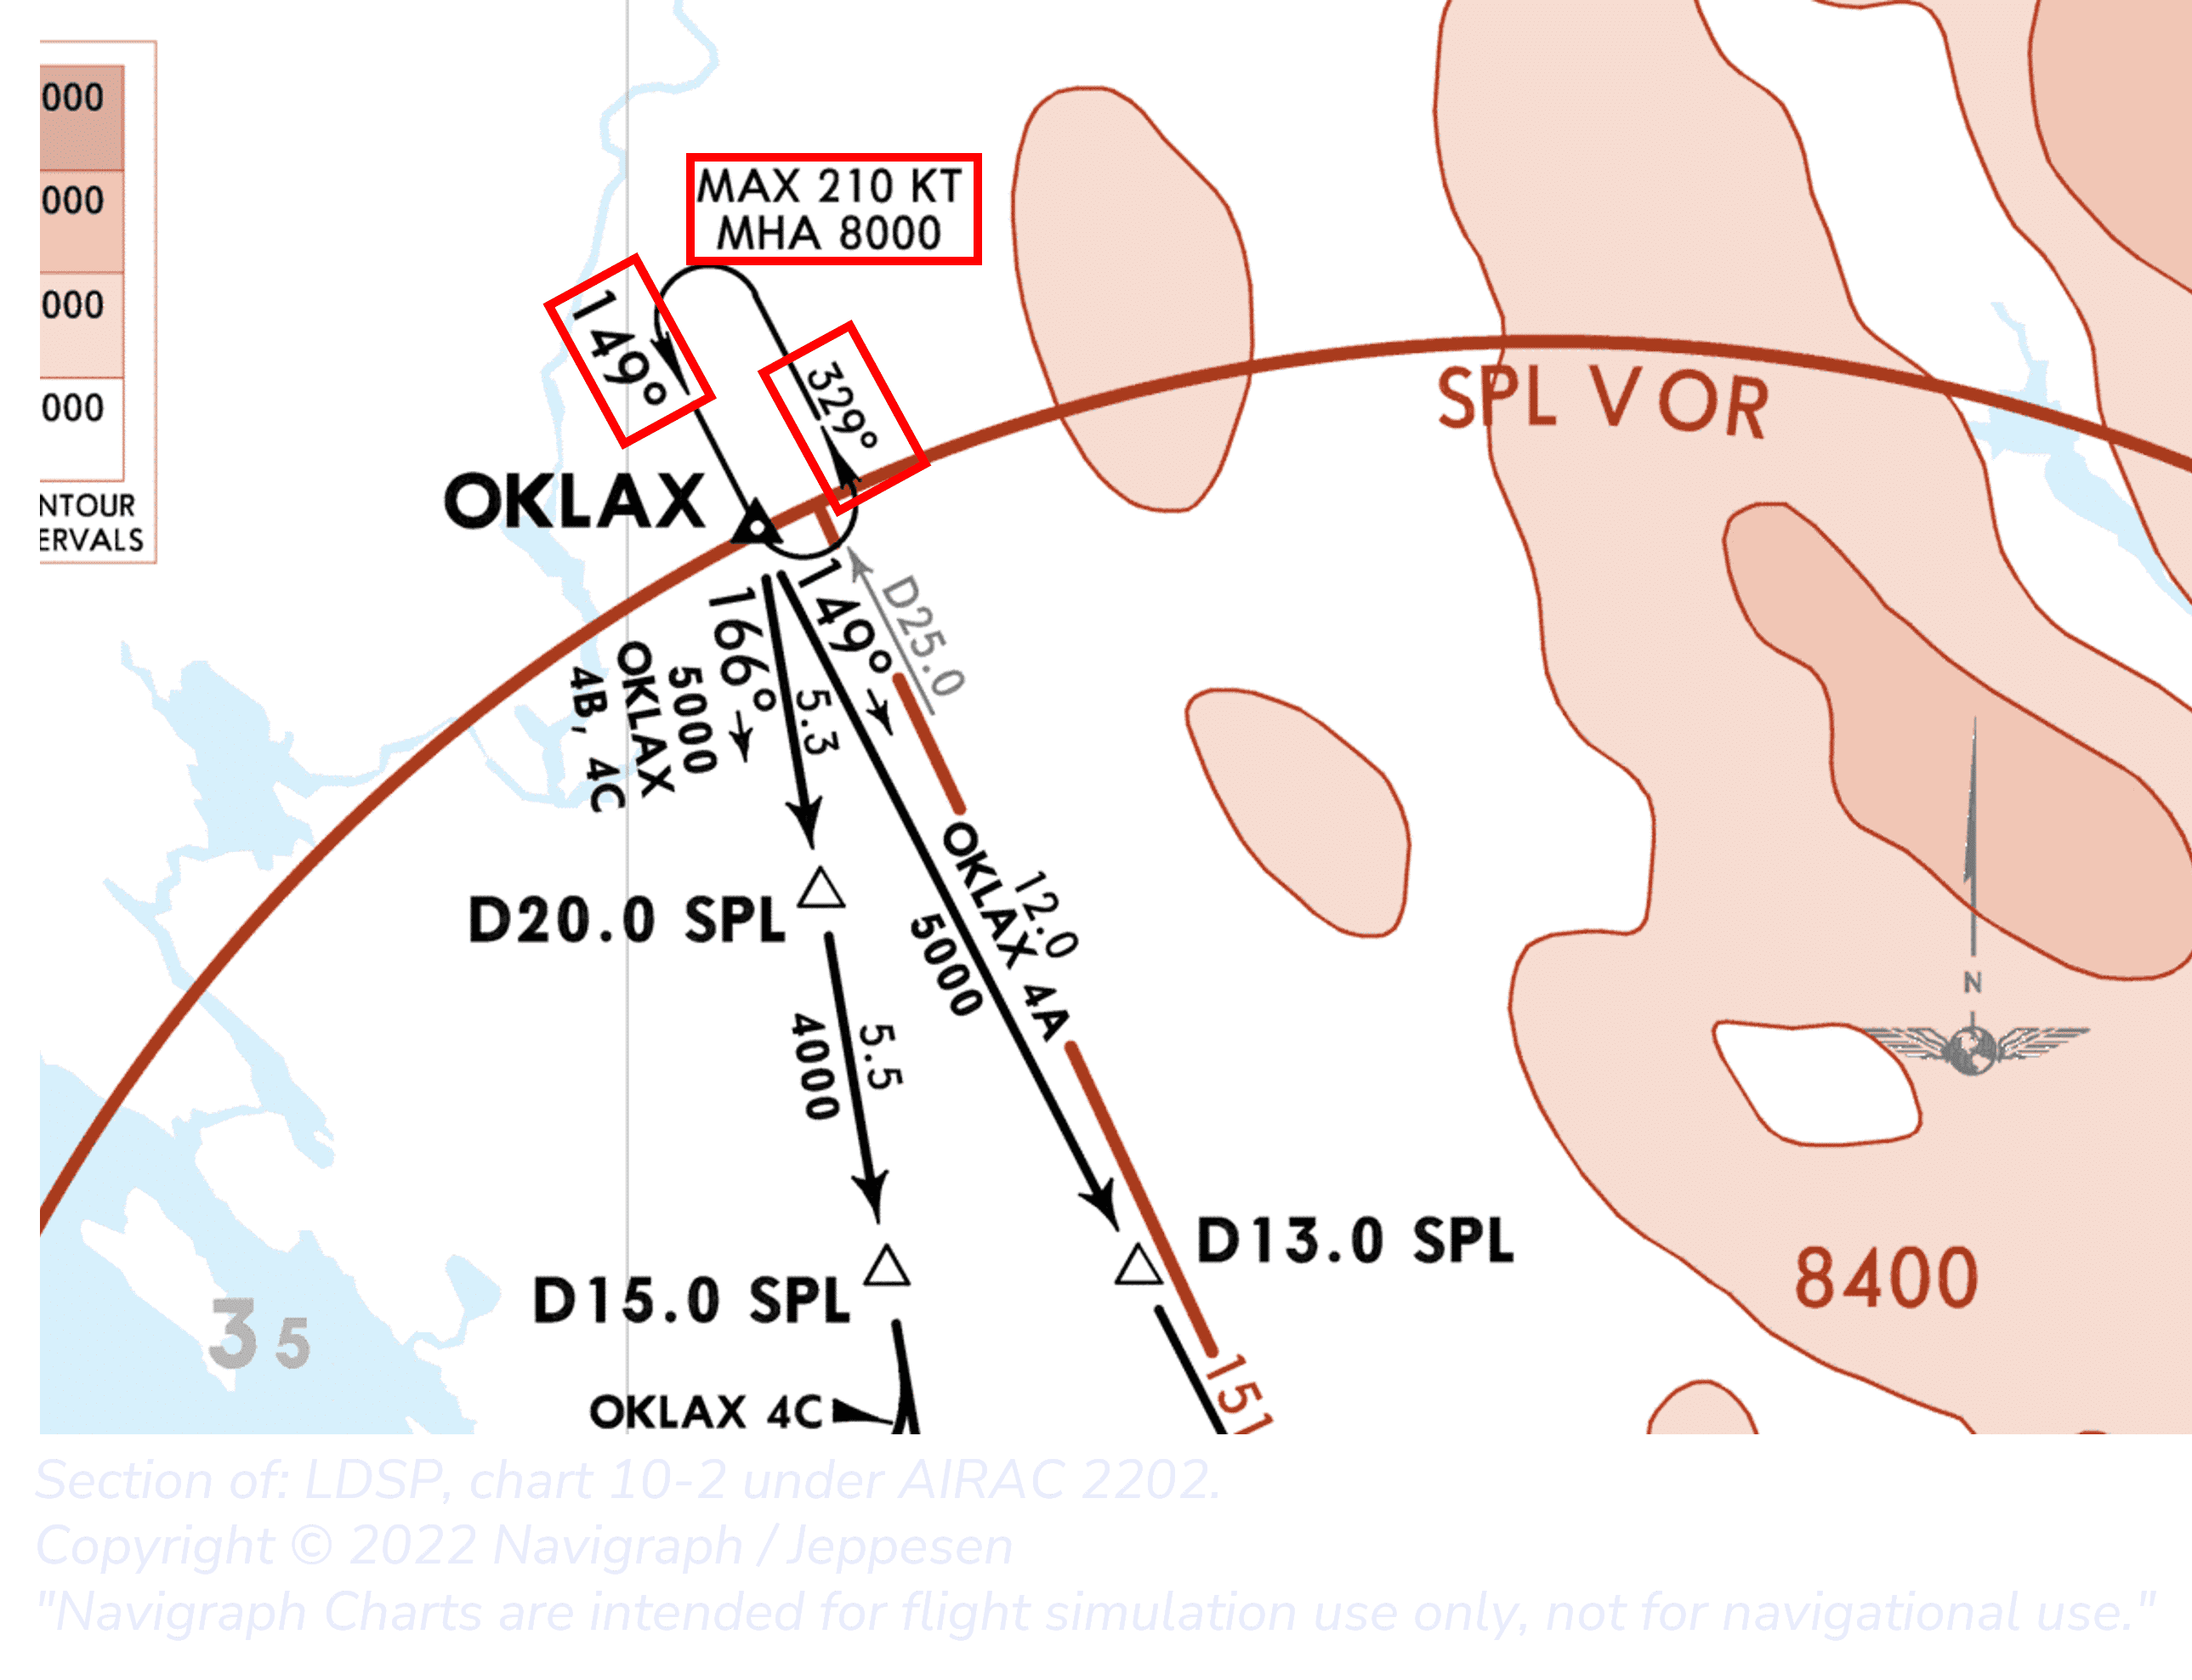 000
000
000
000
NTOUR
ERVALS
MAX 210 KT
MHA 8000
149°
329°
SPL VOR
OKLAX
149°
D25.0
166°
5.3
5000
OKLAX
4B, 4C
D20.0 SPL
12.0
OKLAX 4A
5000
N
5.5
4000
D13.0 SPL
D15.0 SPL
8400
35
151
OKLAX 4C
Section of: LDSP, chart 10-2 under AIRAC 2202.
Copyright © 2022 Navigraph / Jeppesen
"Navigraph Charts are intended for flight simulation use only, not for navigational use."